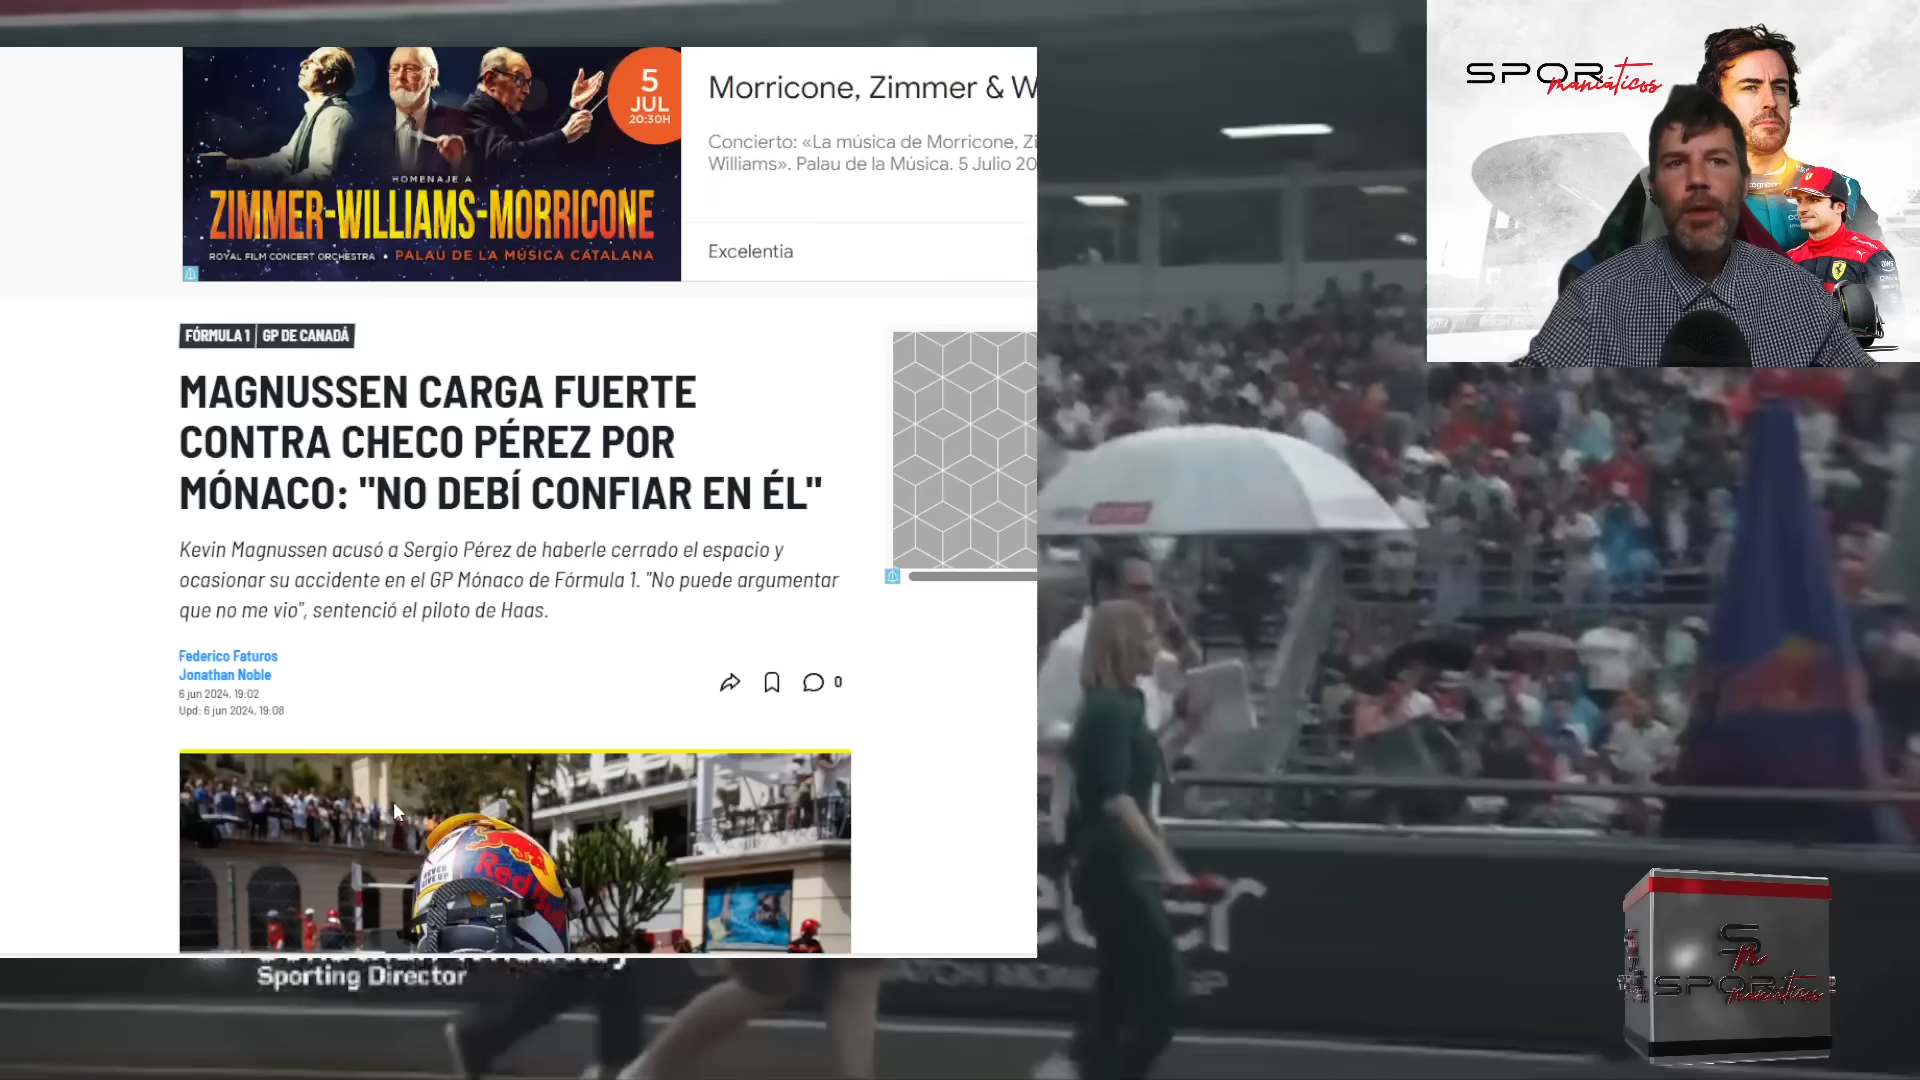 5
JUL
20:30H
HOMENAJE A
ZIMMER-WILLIAMS-MORRICONE
ROYAL FILM CONCERT ORCHESTRA • PALAU DE LA MÚSICA CATALANA
Morricone, Zimmer & W
Concierto: «La música de Morricone, Zi
Williams». Palau de la Música. 5 Julio 20
Excelentia
SPOR maniáticos
FÓRMULA 1 | GP DE CANADÁ
MAGNUSSEN CARGA FUERTE
CONTRA CHECO PÉREZ POR
MÓNACO: "NO DEBÍ CONFIAR EN ÉL"
Kevin Magnussen acusó a Sergio Pérez de haberle cerrado el espacio y
ocasionar su accidente en el GP Mónaco de Fórmula 1. "No puede argumentar
que no me vio", sentenció el piloto de Haas.
Federico Faturos
Jonathan Noble
6 jun 2024, 19:02
Upd: 6 jun 2024, 19:08
0
Sporting Director
SM
SPOR maniáticos